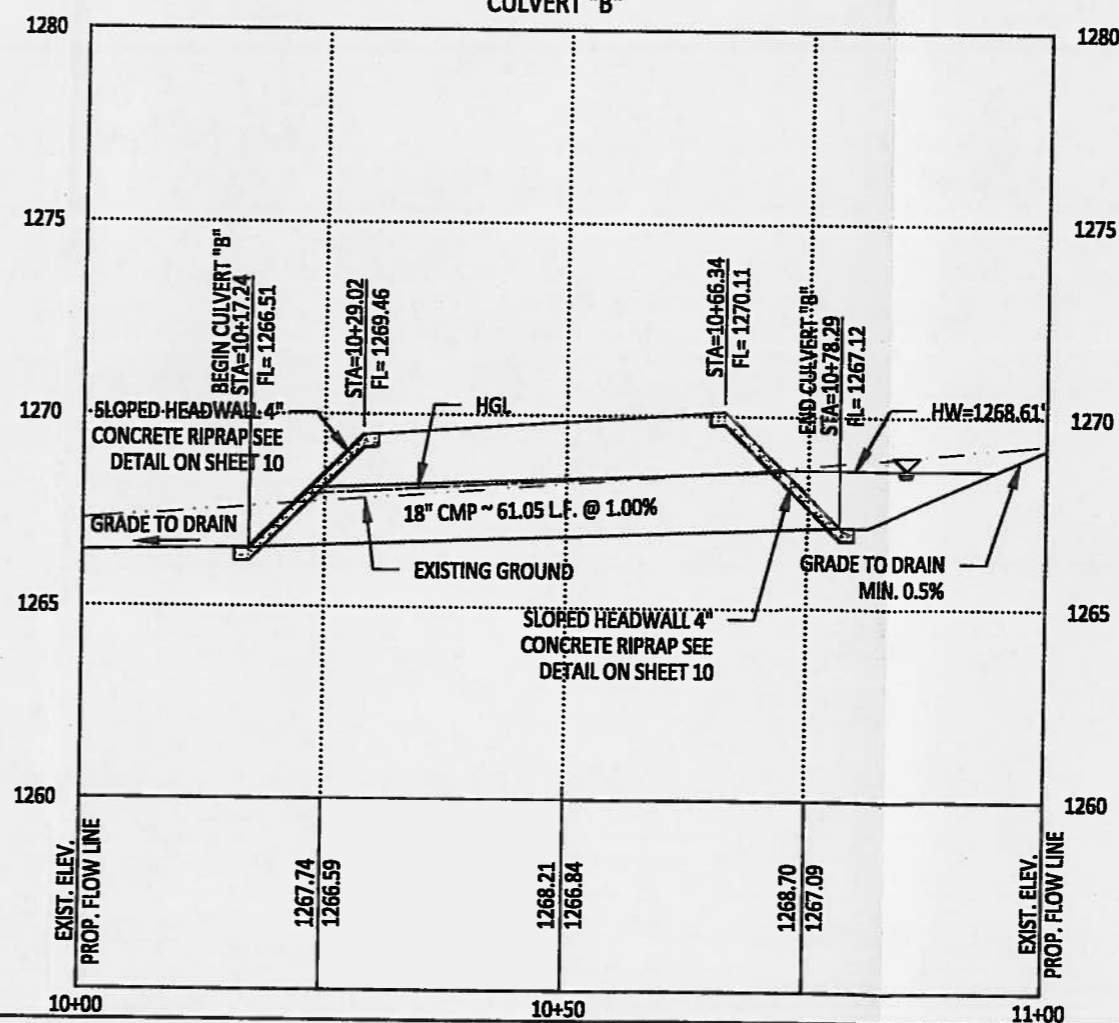 CULVERT "B"
1280
1280
1275
1275
BEGIN CULVERT "B"
STA=10+17.24
FL= 1266.51
STA=10+29.02
FL= 1269.46
STA=10+66.34
FL= 1270.11
END CULVERT "B"
STA=10+78.29
FL= 1267.12
1270
1270
SLOPED HEADWALL 4"
CONCRETE RIPRAP SEE
DETAIL ON SHEET 10
HGL
HW=1268.61'
18" CMP ~ 61.05 L.F. @ 1.00%
GRADE TO DRAIN
EXISTING GROUND
GRADE TO DRAIN
MIN. 0.5%
1265
1265
SLOPED HEADWALL 4"
CONCRETE RIPRAP SEE
DETAIL ON SHEET 10
1260
1260
EXIST. ELEV.
PROP. FLOW LINE
1267.74
1266.59
1268.21
1266.84
1268.70
1267.09
EXIST. ELEV.
PROP. FLOW LINE
10+00
10+50
11+00